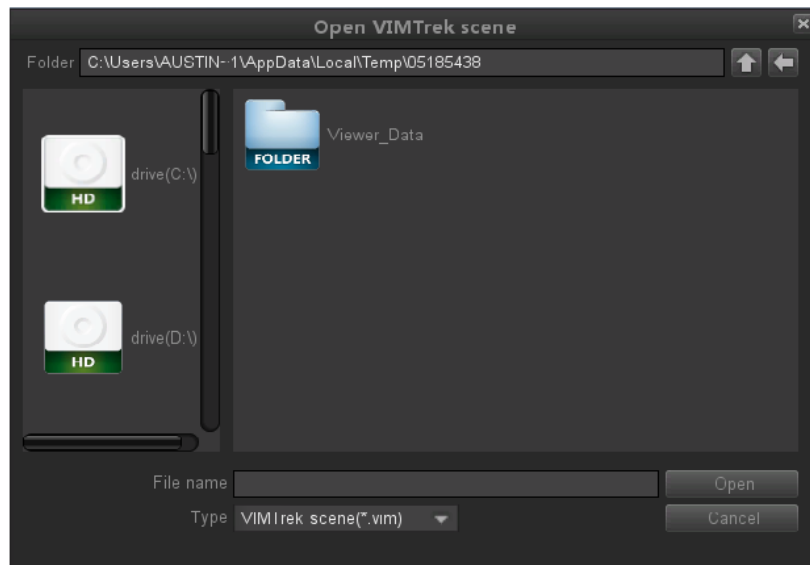 Open VIMTrek scene
Folder C:\Users\AUSTIN~1\AppData\Local\Temp\05185438
drive(C:\)
HD
FOLDER
Viewer_Data
drive(D:\)
HD
File name
Open
Type VIMTrek scene(*.vim)
Cancel